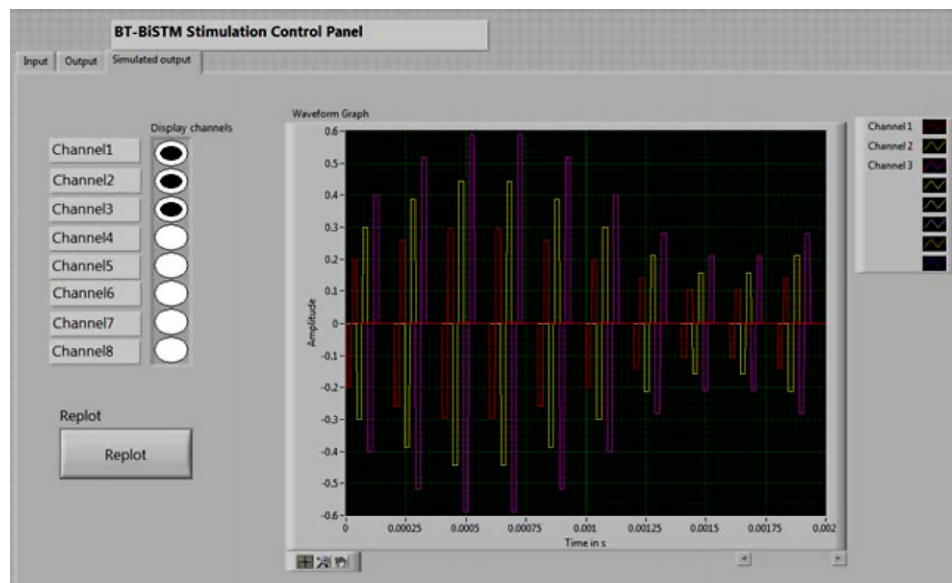 BT-BiSTM Stimulation Control Panel
Input Output Simulated output
Display channels
Channel1
Channel2
Channel3
Channel4
Channel5
Channel6
Channel7
Channel8
Replot
Replot
Waveform Graph
Amplitude
0.6
0.5
0.4
0.3
0.2
0.1
0
-0.1
-0.2
-0.3
-0.4
-0.5
-0.6
0 0.00025 0.0005 0.00075 0.001 0.00125 0.0015 0.00175 0.002
Time in s
Channel 1
Channel 2
Channel 3